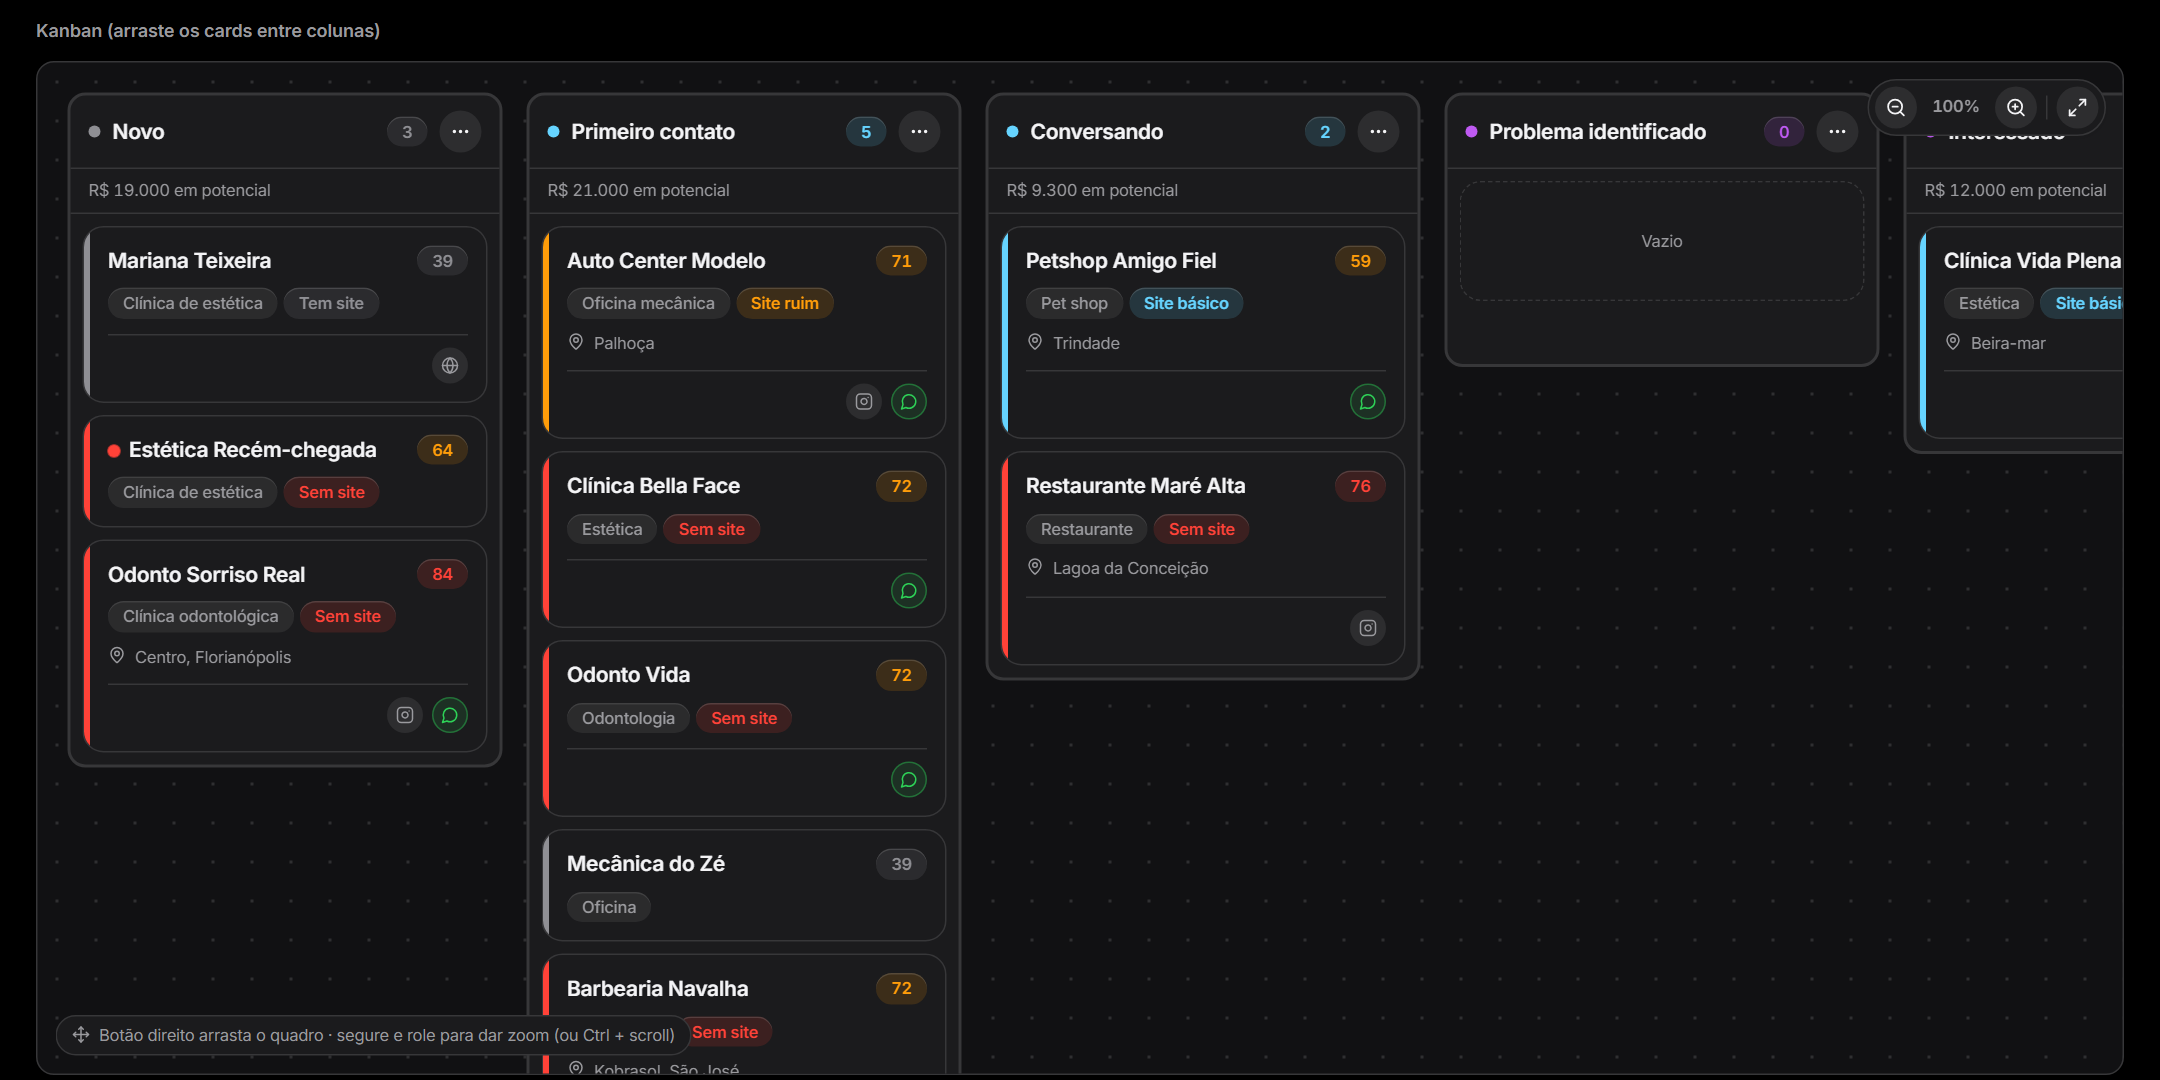 Kanban (arraste os cards entre colunas)
Novo
3
R$ 19.000 em potencial
Mariana Teixeira
39
Clínica de estética
Tem site
Estética Recém-chegada
64
Clínica de estética
Sem site
Odonto Sorriso Real
84
Clínica odontológica
Sem site
Centro, Florianópolis
Primeiro contato
5
R$ 21.000 em potencial
Auto Center Modelo
71
Oficina mecânica
Site ruim
Palhoça
Clínica Bella Face
72
Estética
Sem site
Odonto Vida
72
Odontologia
Sem site
Mecânica do Zé
39
Oficina
Barbearia Navalha
72
Sem site
Kobrasol, São José
Conversando
2
R$ 9.300 em potencial
Petshop Amigo Fiel
59
Pet shop
Site básico
Trindade
Restaurante Maré Alta
76
Restaurante
Sem site
Lagoa da Conceição
Problema identificado
0
Vazio
100%
Interessado
R$ 12.000 em potencial
Clínica Vida Plena
Estética
Site bási
Beira-mar
Botão direito arrasta o quadro · segure e role para dar zoom (ou Ctrl + scroll)